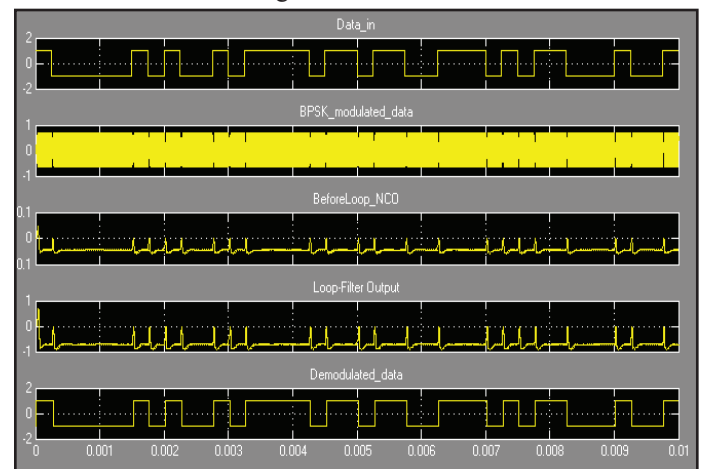 Data_in
2
0
-2
BPSK_modulated_data
1
0
-1
BeforeLoop_NCO
0.1
0
0.1
Loop-Filter Output
1
0
-1
Demodulated_data
2
0
-2
0 0.001 0.002 0.003 0.004 0.005 0.006 0.007 0.008 0.009 0.01